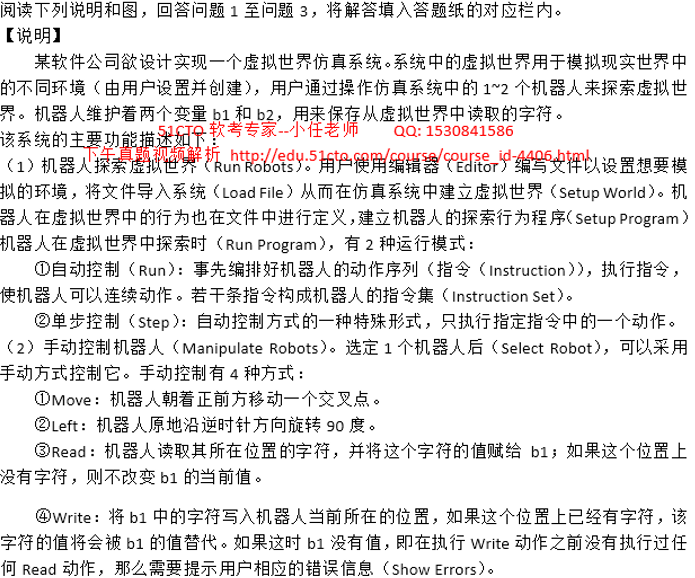 阅读下列说明和图，回答问题 1 至问题 3，将解答填入答题纸的对应栏内。
【说明】
某软件公司欲设计实现一个虚拟世界仿真系统。系统中的虚拟世界用于模拟现实世界中
的不同环境（由用户设置并创建），用户通过操作仿真系统中的 1~2 个机器人来探索虚拟世
界。机器人维护着两个变量 b1 和 b2，用来保存从虚拟世界中读取的字符。
51CTO 软考专家--小任老师 QQ: 1530841586
该系统的主要功能描述如下：
下午真题视频解析 http://edu.51cto.com/course/course_id-4406.html
（1）机器人探索虚拟世界（Run Robots）。用户使用编辑器（Editor）编写文件以设置想要模
拟的环境，将文件导入系统（Load File）从而在仿真系统中建立虚拟世界（Setup World）。机
器人在虚拟世界中的行为也在文件中进行定义，建立机器人的探索行为程序（Setup Program）
机器人在虚拟世界中探索时（Run Program），有 2 种运行模式：
①自动控制（Run）：事先编排好机器人的动作序列（指令（Instruction）），执行指令，
使机器人可以连续动作。若干条指令构成机器人的指令集（Instruction Set）。
②单步控制（Step）：自动控制方式的一种特殊形式，只执行指定指令中的一个动作。
（2）手动控制机器人（Manipulate Robots）。选定 1 个机器人后（Select Robot），可以采用
手动方式控制它。手动控制有 4 种方式：
①Move：机器人朝着正前方移动一个交叉点。
②Left：机器人原地沿逆时针方向旋转 90 度。
③Read：机器人读取其所在位置的字符，并将这个字符的值赋给 b1；如果这个位置上
没有字符，则不改变 b1 的当前值。
④Write：将 b1 中的字符写入机器人当前所在的位置，如果这个位置上已经有字符，该
字符的值将会被 b1 的值替代。如果这时 b1 没有值，即在执行 Write 动作之前没有执行过任
何 Read 动作，那么需要提示用户相应的错误信息（Show Errors）。